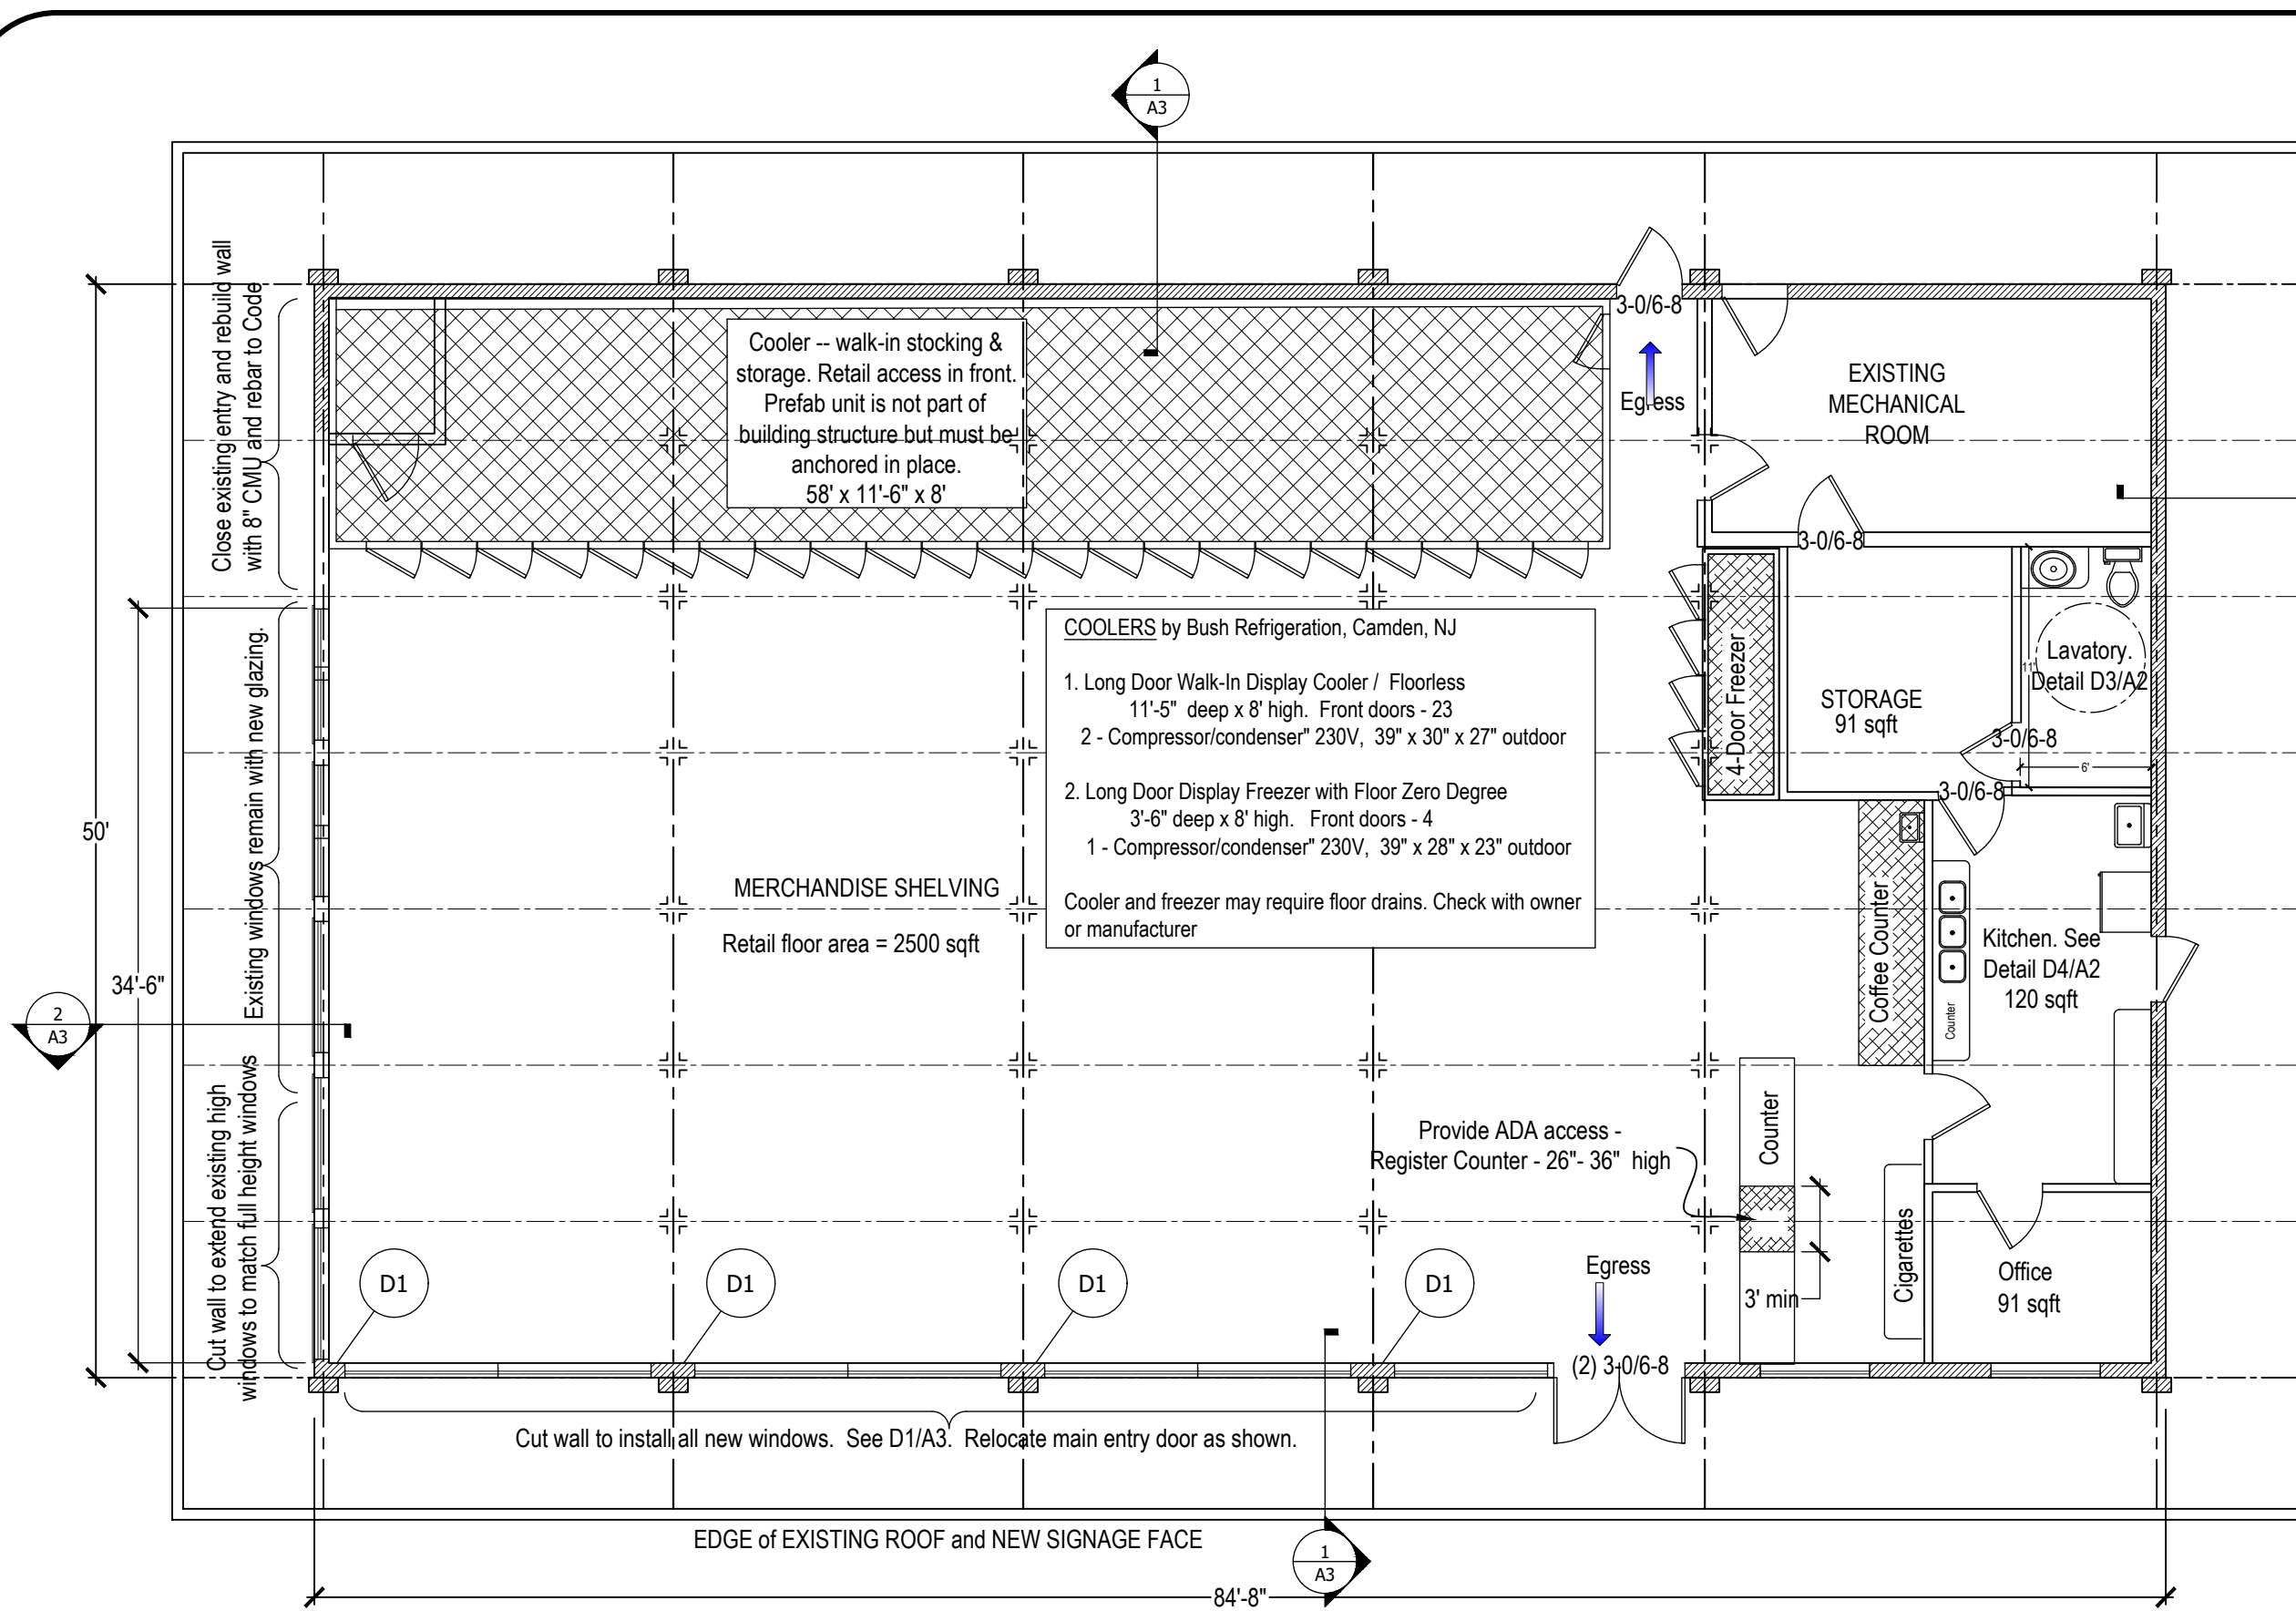 1
A3
Close existing entry and rebuild wall
with 8" CMU and rebar to Code
Cooler -- walk-in stocking &
storage. Retail access in front.
Prefab unit is not part of
building structure but must be
anchored in place.
58' x 11'-6" x 8'
3-0/6-8
Egress
EXISTING
MECHANICAL
ROOM
3-0/6-8
COOLERS by Bush Refrigeration, Camden, NJ
1. Long Door Walk-In Display Cooler / Floorless
11'-5" deep x 8' high. Front doors - 23
2 - Compressor/condenser" 230V, 39" x 30" x 27" outdoor
2. Long Door Display Freezer with Floor Zero Degree
3'-6" deep x 8' high. Front doors - 4
1 - Compressor/condenser" 230V, 39" x 28" x 23" outdoor
Cooler and freezer may require floor drains. Check with owner
or manufacturer
4-Door Freezer
STORAGE
91 sqft
11'
Lavatory.
Detail D3/A2
3-0/6-8
6'
3-0/6-8
50'
34'-6"
Existing windows remain with new glazing.
MERCHANDISE SHELVING
Retail floor area = 2500 sqft
Coffee Counter
Counter
Kitchen. See
Detail D4/A2
120 sqft
2
A3
Cut wall to extend existing high
windows to match full height windows
Provide ADA access -
Register Counter - 26"- 36" high
Counter
3' min
Cigarettes
Office
91 sqft
D1
D1
D1
D1
Egress
(2) 3-0/6-8
Cut wall to install all new windows. See D1/A3. Relocate main entry door as shown.
EDGE of EXISTING ROOF and NEW SIGNAGE FACE
1
A3
84'-8"